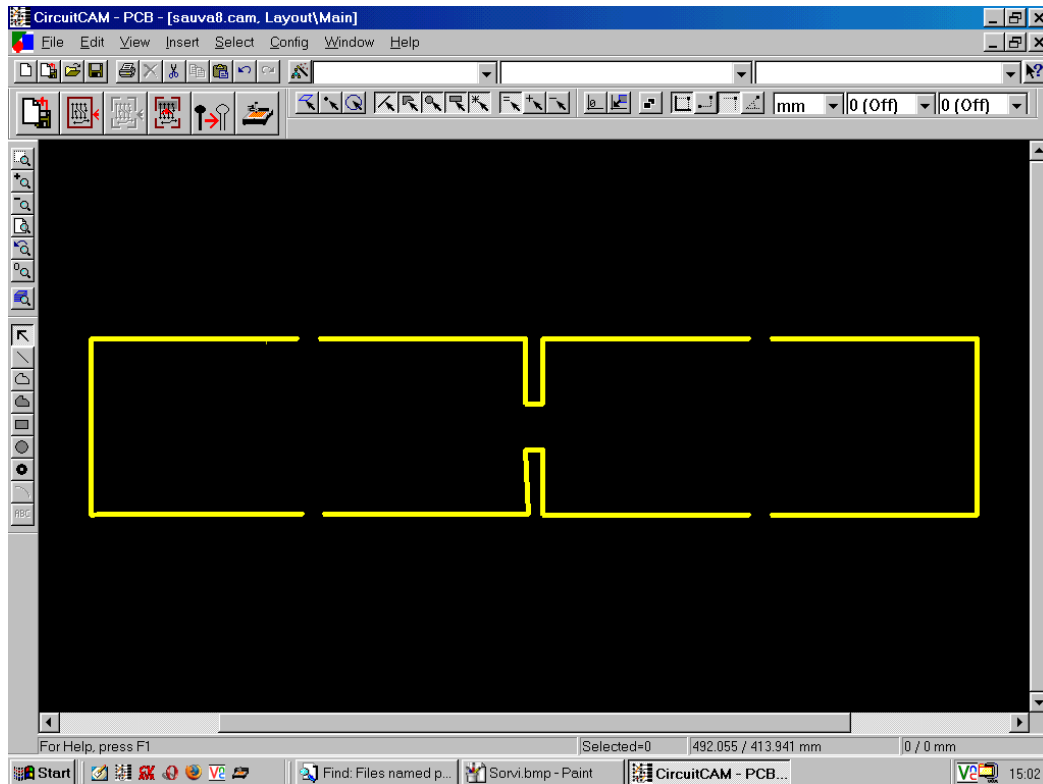 CircuitCAM - PCB - [sauva8.cam, Layout\Main]
File Edit View Insert Select Config Window Help
mm 0 (Off) 0 (Off)
ABC
For Help, press F1 Selected=0 492.055 / 413.941 mm 0 / 0 mm
Start Find: Files named p... Sorvi.bmp - Paint CircuitCAM - PCB... 15:02